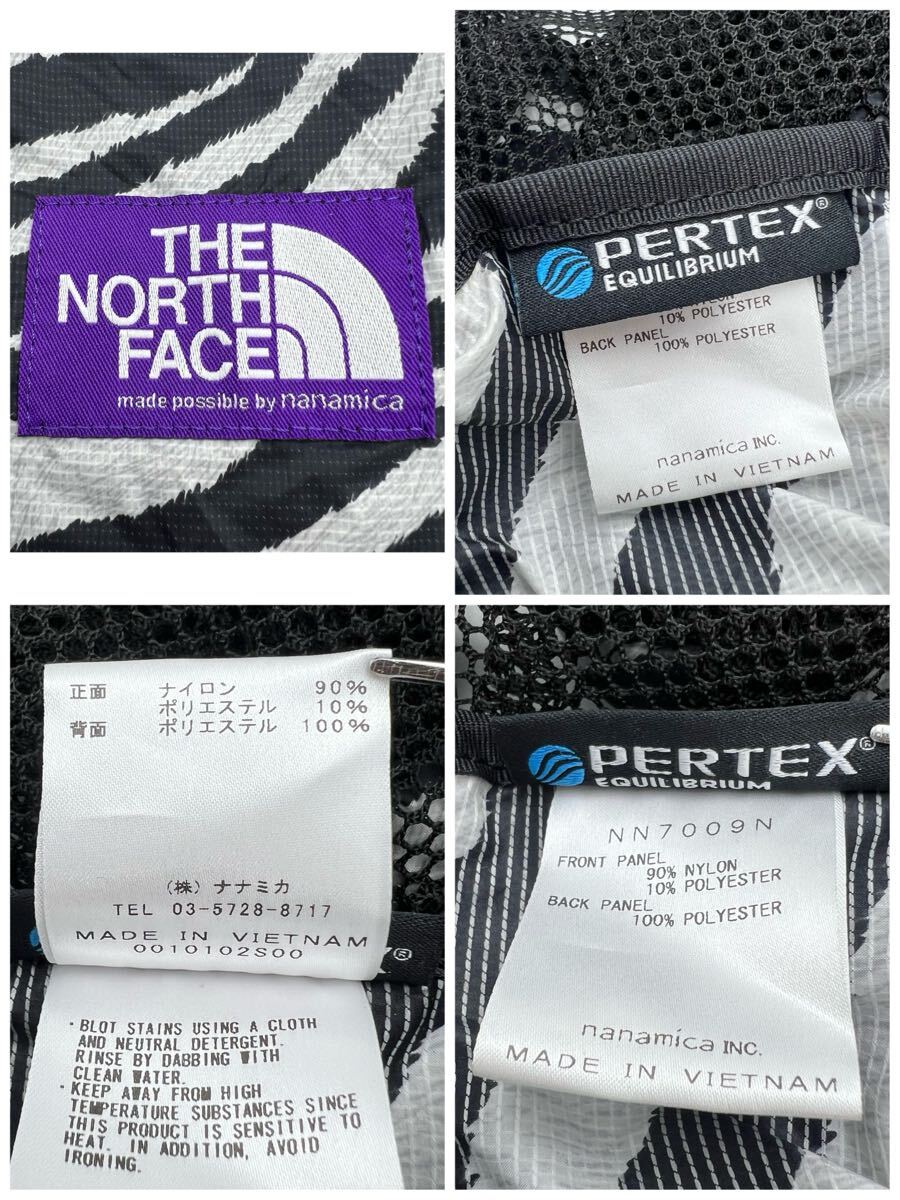 THE
NORTH
FACE
made possible by nanamica
PERTEX®
EQUILIBRIUM
10% POLYESTER
BACK PANEL
100% POLYESTER
nanamica INC.
MADE IN VIETNAM
正面 ナイロン 90%
ポリエステル 10%
背面 ポリエステル 100%
(株) ナナミカ
TEL 03-5728-8717
MADE IN VIETNAM
0010102S00
X®
・BLOT STAINS USING A CLOTH
AND NEUTRAL DETERGENT.
RINSE BY DABBING WITH
CLEAN WATER.
・KEEP AWAY FROM HIGH
TEMPERATURE SUBSTANCES SINCE
THIS PRODUCT IS SENSITIVE TO
HEAT. IN ADDITION, AVOID
IRONING.
PERTEX®
EQUILIBRIUM
NN7009N
FRONT PANEL
90% NYLON
10% POLYESTER
BACK PANEL
100% POLYESTER
nanamica INC.
MADE IN VIETNAM